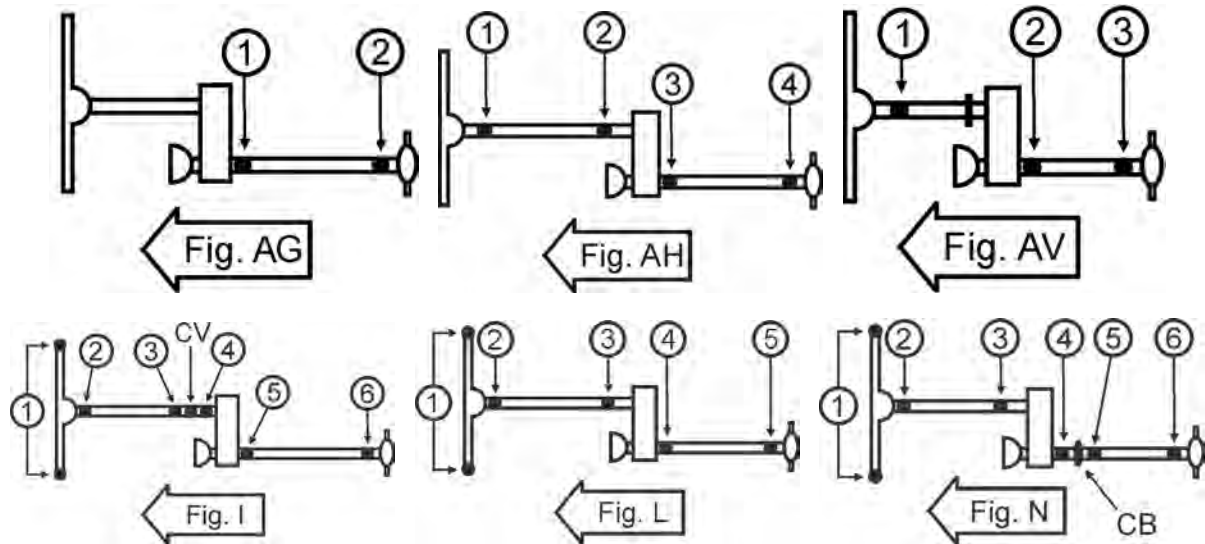 1 2
Fig. AG
1 2
3 4
Fig. AH
1 2 3
Fig. AV
CV
2 3 4
1
5 6
Fig. I
2 3 4 5
1
Fig. L
2 3 4 5 6
1
Fig. N
CB